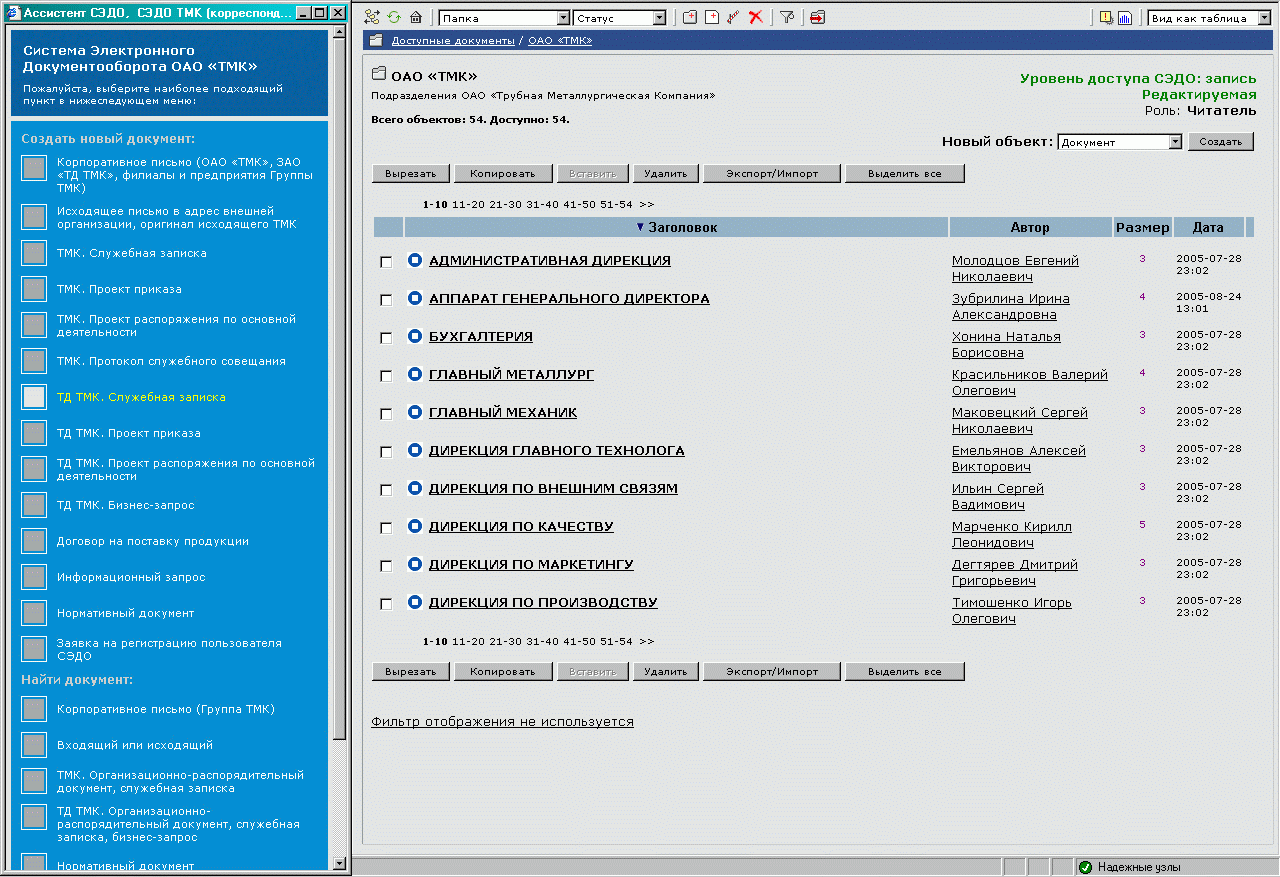 Ассистент СЭДО, СЭДО ТМК (корреспонд...
Система Электронного
Документооборота ОАО «ТМК»
Пожалуйста, выберите наиболее подходящий
пункт в нижеследующем меню:
Создать новый документ:
Корпоративное письмо (ОАО «ТМК», ЗАО
«ТД ТМК», филиалы и предприятия Группы
ТМК)
Исходящее письмо в адрес внешней
организации, оригинал исходящего ТМК
ТМК. Служебная записка
ТМК. Проект приказа
ТМК. Проект распоряжения по основной
деятельности
ТМК. Протокол служебного совещания
ТД ТМК. Служебная записка
ТД ТМК. Проект приказа
ТД ТМК. Проект распоряжения по основной
деятельности
ТД ТМК. Бизнес-запрос
Договор на поставку продукции
Информационный запрос
Нормативный документ
Заявка на регистрацию пользователя
СЭДО
Найти документ:
Корпоративное письмо (Группа ТМК)
Входящий или исходящий
ТМК. Организационно-распорядительный
документ, служебная записка
ТД ТМК. Организационно-
распорядительный документ, служебная
записка, бизнес-запрос
Нормативный документ
Папка Статус Вид как таблица
Доступные документы / ОАО «ТМК»
ОАО «ТМК»
Подразделения ОАО «Трубная Металлургическая Компания»
Всего объектов: 54. Доступно: 54.
Уровень доступа СЭДО: запись
Редактируемая
Роль: Читатель
Новый объект: Документ Создать
Вырезать Копировать Вставить Удалить Экспорт/Импорт Выделить все
1-10 11-20 21-30 31-40 41-50 51-54 >>
Заголовок Автор Размер Дата
АДМИНИСТРАТИВНАЯ ДИРЕКЦИЯ Молодцов Евгений 3 2005-07-28
Николаевич 23:02
АППАРАТ ГЕНЕРАЛЬНОГО ДИРЕКТОРА Зубрилина Ирина 4 2005-08-24
Александровна 13:01
БУХГАЛТЕРИЯ Хонина Наталья 3 2005-07-28
Борисовна 23:02
ГЛАВНЫЙ МЕТАЛЛУРГ Красильников Валерий 4 2005-07-28
Олегович 23:02
ГЛАВНЫЙ МЕХАНИК Маковецкий Сергей 3 2005-07-28
Николаевич 23:02
ДИРЕКЦИЯ ГЛАВНОГО ТЕХНОЛОГА Емельянов Алексей 3 2005-07-28
Викторович 23:02
ДИРЕКЦИЯ ПО ВНЕШНИМ СВЯЗЯМ Ильин Сергей 3 2005-07-28
Вадимович 23:02
ДИРЕКЦИЯ ПО КАЧЕСТВУ Марченко Кирилл 5 2005-07-28
Леонидович 23:02
ДИРЕКЦИЯ ПО МАРКЕТИНГУ Дегтярев Дмитрий 3 2005-07-28
Григорьевич 23:02
ДИРЕКЦИЯ ПО ПРОИЗВОДСТВУ Тимошенко Игорь 3 2005-07-28
Олегович 23:02
1-10 11-20 21-30 31-40 41-50 51-54 >>
Вырезать Копировать Вставить Удалить Экспорт/Импорт Выделить все
Фильтр отображения не используется
Надежные узлы